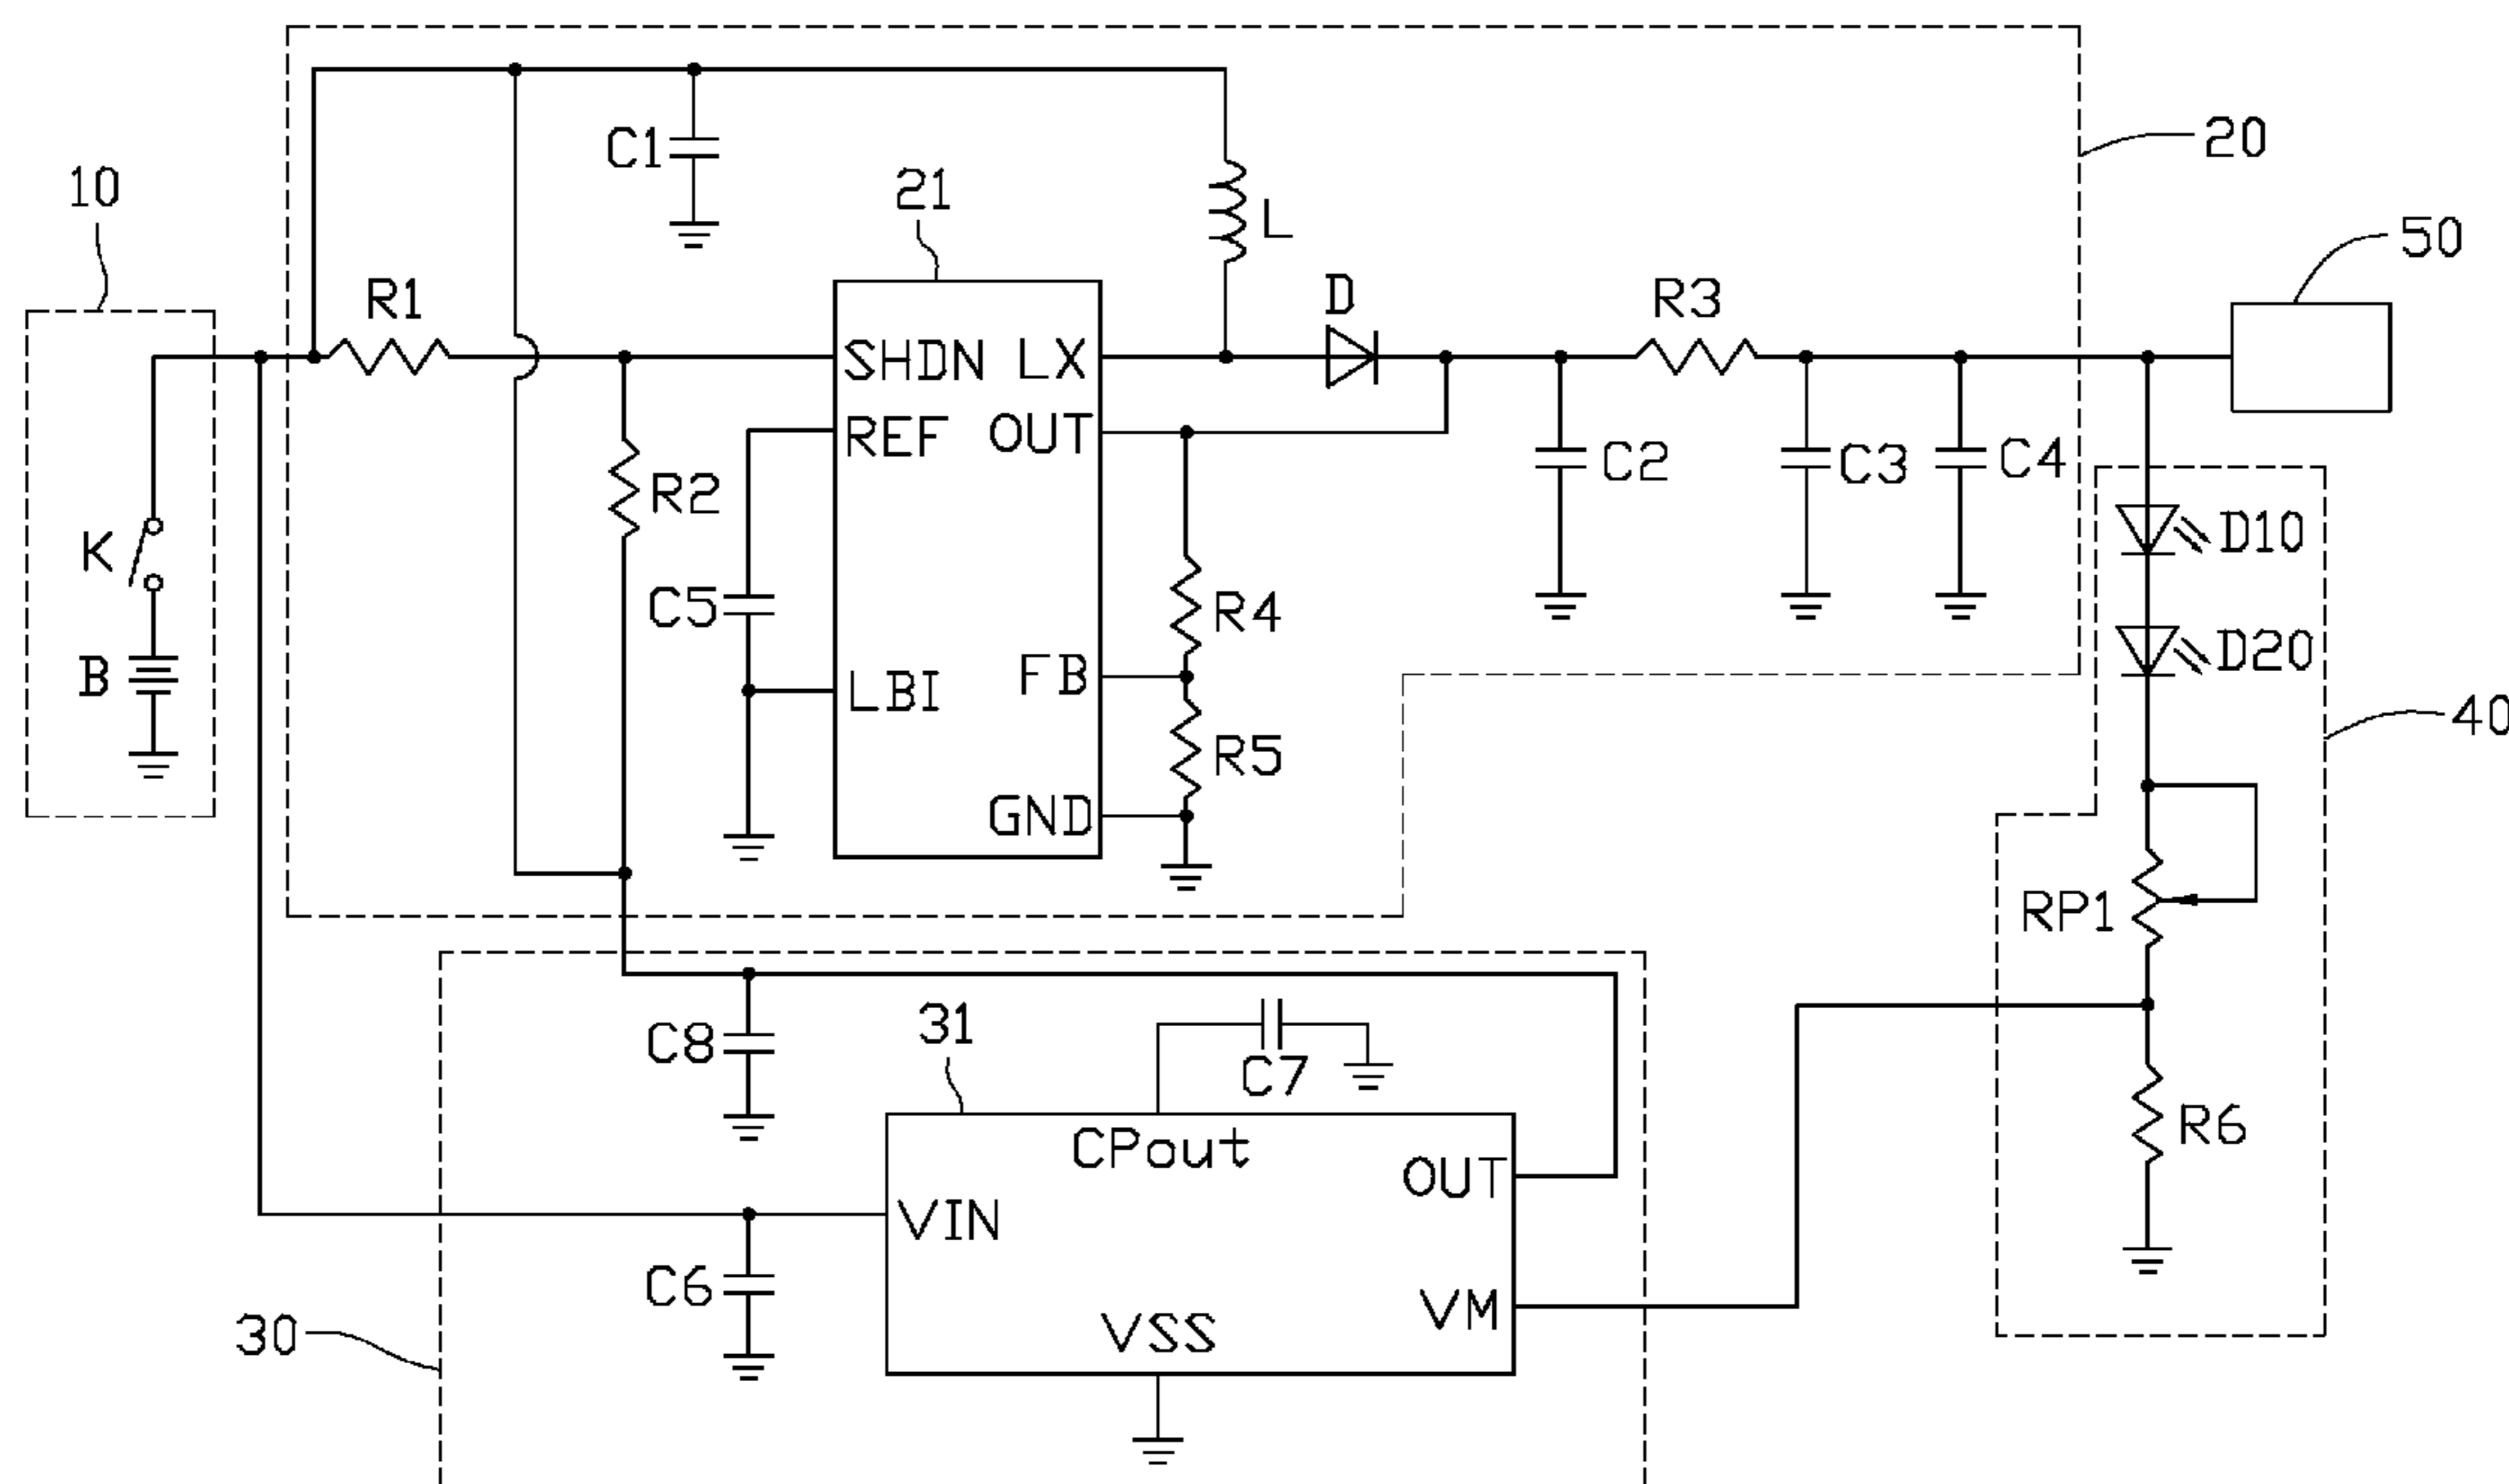 20
C1
10
21
L
50
R1
D
R3
SHDN
LX
REF
OUT
C2
C3
C4
R2
D10
K
C5
R4
B
LBI
FB
D20
40
R5
GND
RP1
31
C8
C7
CPout
OUT
R6
VIN
C6
VM
VSS
30